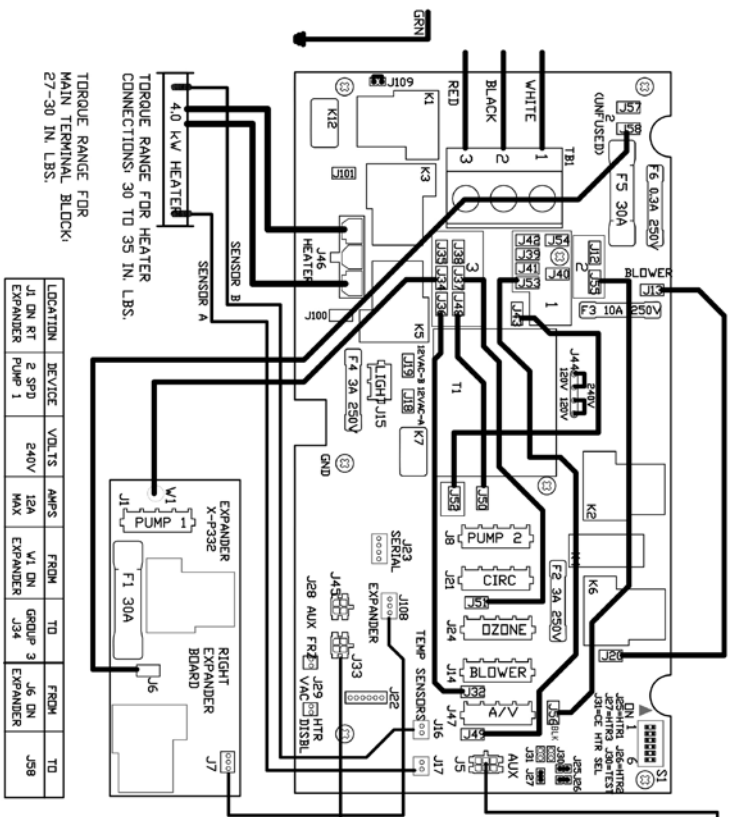 GRN
RED
BLACK
WHITE
J109
K1
K12
K3
J101
3
2
1
TB1
(UNFUSED)
2
J57
J58
F5 30A
F6 0.3A 250V
TORQUE RANGE FOR HEATER
CONNECTIONS: 30 TO 35 IN. LBS.
4.0 kW HEATER
TORQUE RANGE FOR
MAIN TERMINAL BLOCK:
27-30 IN. LBS.
SENSOR B
SENSOR A
J46
HEATER
J100
K5
J35
J38
J34
J37
J36
J48
3
J42
J54
J39
J41
J40
J53
1
J12
J55
2
BLOWER
J13
J43
F3 10A 250V
F4 3A 250V
LIGHT
J15
12VAC-B
12VAC-A
J19
J18
T1
J44
240V
120V
120V
K7
GND
J52
J50
K2
K6
J8
PUMP 2
J21
CIRC
J51
J24
OZONE
F2 3A 250V
J14
BLOWER
J32
J47
A/V
J49
J56
BLK
J20
J23
SERIAL
J108
EXPANDER
J45
J33
J28 AUX FRZ
J29
VAC
HTR
DISBL
J22
TEMP SENSORS
J16
J17
AUX
J5
ON 1
6
S1
J25=HTR1
J26=HTR2
J27=HTR3
J30=TEST
J31=CE HTR SEL
J31
J30
J27
J25
J26
W1
J1
PUMP 1
EXPANDER
X-P332
F1 30A
RIGHT
EXPANDER
BOARD
J6
J7
LOCATION DEVICE VOLTS AMPS FROM TO FROM TO
J1 ON RT EXPANDER 2 SPD PUMP 1 240V 12A MAX W1 ON EXPANDER GROUP 3 J34 J6 ON EXPANDER J58